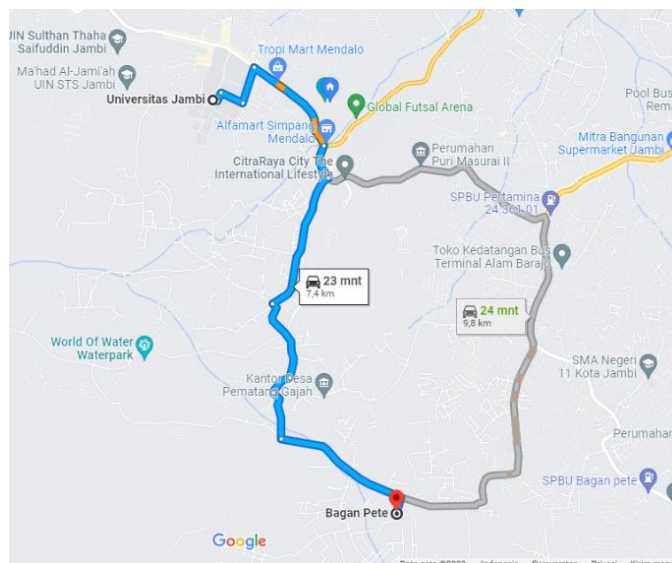 UIN Sulthan Thaha
Saifuddin Jambi
Tropi Mart Mendalo
Ma'had Al-Jami'ah
UIN STS Jambi
Universitas Jambi
Global Futsal Arena
Alfamart Simpang
Mendalo
Pool Bus
Rema
Mitra Bangunan
Supermarket Jambi
CitraRaya City The
International Lifestyle
Perumahan
Puri Masurai II
SPBU Pertamina
24.361-01
Toko Kedatangan Bus
Terminal Alam Barajo
23 mnt
7,4 km
24 mnt
9,8 km
World Of Water
Waterpark
Kantor Desa
Pematang Gajah
SMA Negeri
11 Kota Jambi
Perumahan
SPBU Bagan pete
Bagan Pete
Google